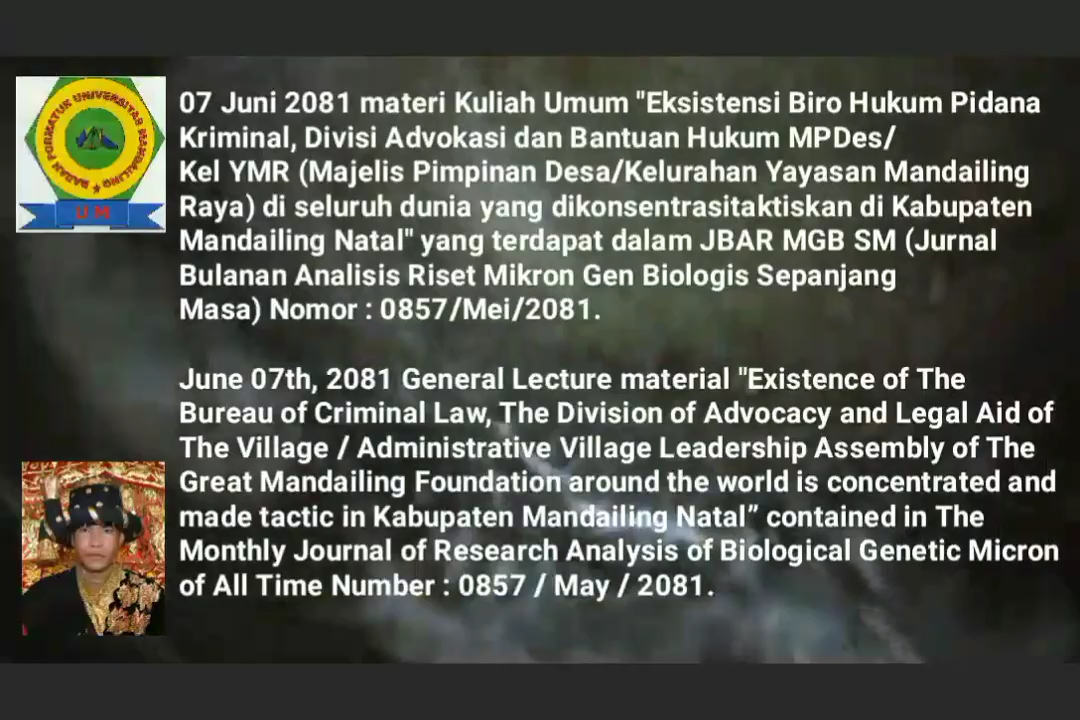 BADAN FORMATUR UNIVERSITAS MANDAILING
U M
07 Juni 2081 materi Kuliah Umum "Eksistensi Biro Hukum Pidana
Kriminal, Divisi Advokasi dan Bantuan Hukum MPDes/
Kel YMR (Majelis Pimpinan Desa/Kelurahan Yayasan Mandailing
Raya) di seluruh dunia yang dikonsentrasitaktiskan di Kabupaten
Mandailing Natal" yang terdapat dalam JBAR MGB SM (Jurnal
Bulanan Analisis Riset Mikron Gen Biologis Sepanjang
Masa) Nomor : 0857/Mei/2081.
June 07th, 2081 General Lecture material "Existence of The
Bureau of Criminal Law, The Division of Advocacy and Legal Aid of
The Village / Administrative Village Leadership Assembly of The
Great Mandailing Foundation around the world is concentrated and
made tactic in Kabupaten Mandailing Natal” contained in The
Monthly Journal of Research Analysis of Biological Genetic Micron
of All Time Number : 0857 / May / 2081.